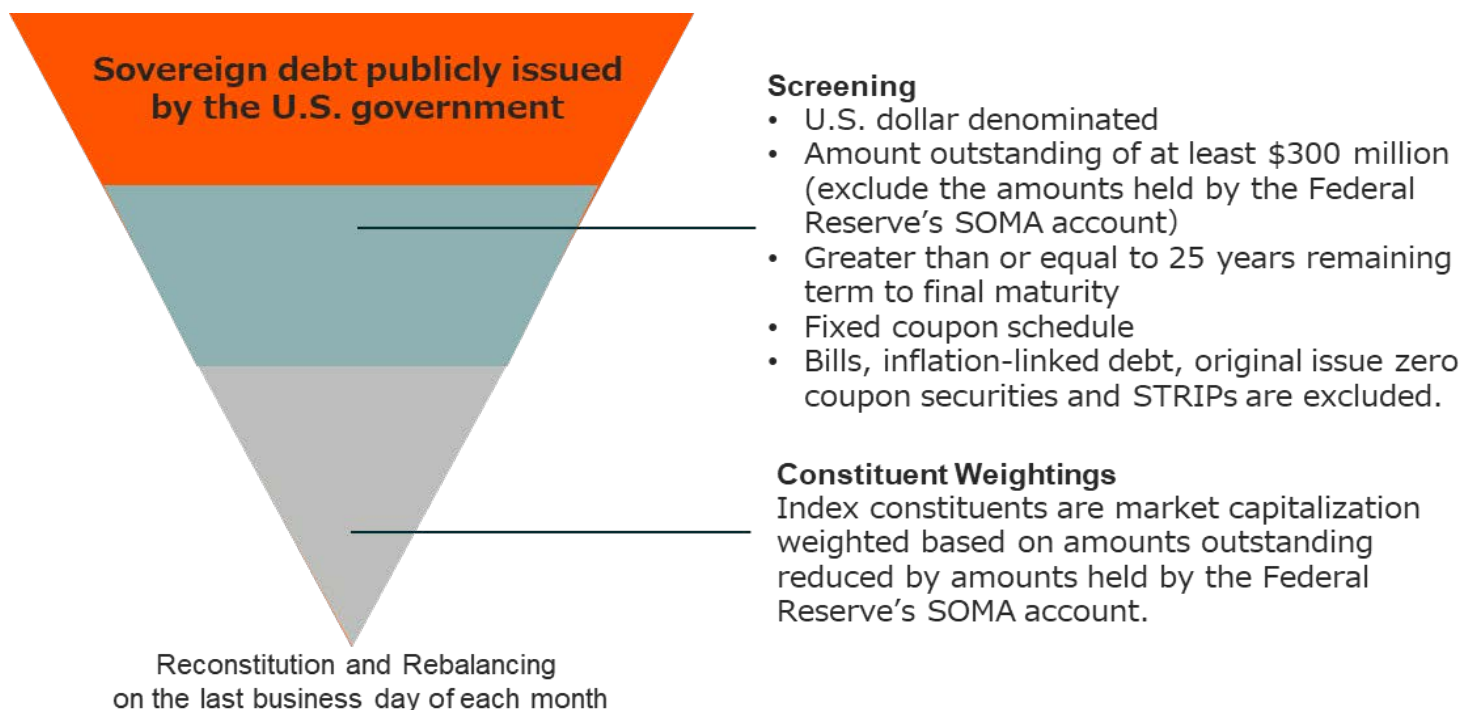 Sovereign debt publicly issued
by the U.S. government
Screening
• U.S. dollar denominated
• Amount outstanding of at least $300 million
(exclude the amounts held by the Federal
Reserve’s SOMA account)
• Greater than or equal to 25 years remaining
term to final maturity
• Fixed coupon schedule
• Bills, inflation-linked debt, original issue zero
coupon securities and STRIPs are excluded.
Constituent Weightings
Index constituents are market capitalization
weighted based on amounts outstanding
reduced by amounts held by the Federal
Reserve’s SOMA account.
Reconstitution and Rebalancing
on the last business day of each month